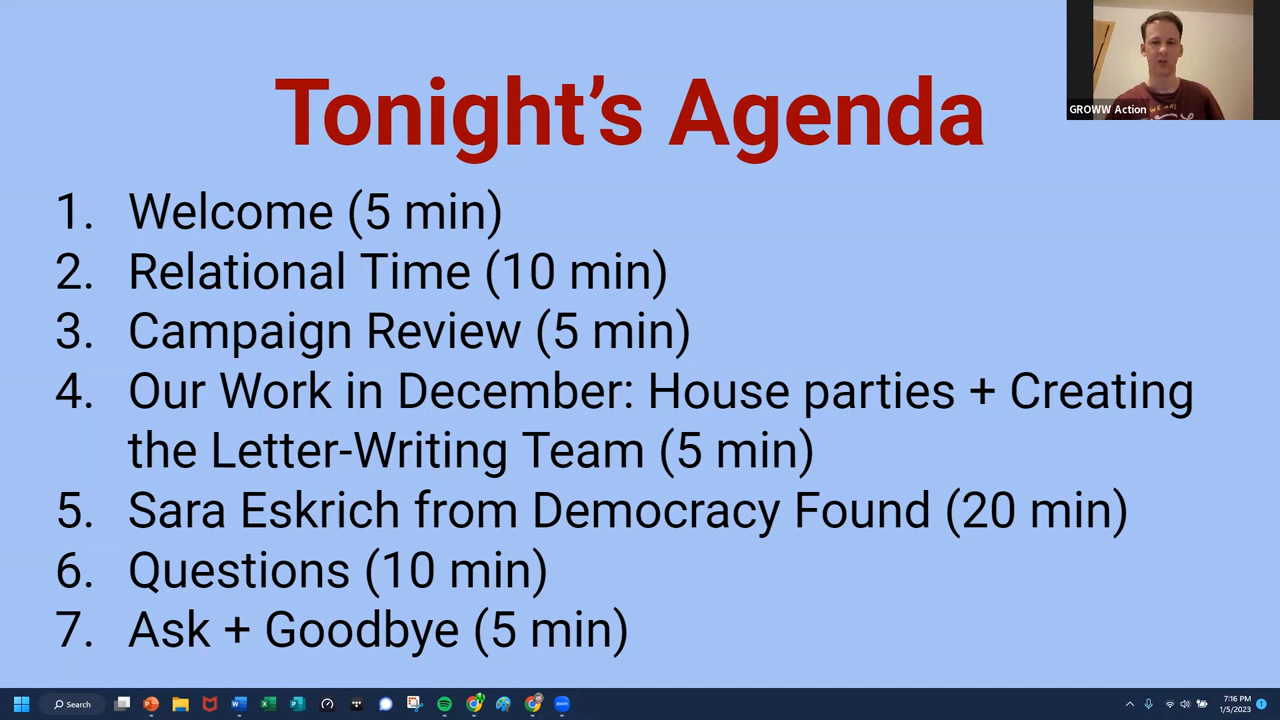 Tonight’s Agenda
GROWW Action
WE ARE
1. Welcome (5 min)
2. Relational Time (10 min)
3. Campaign Review (5 min)
4. Our Work in December: House parties + Creating
the Letter-Writing Team (5 min)
5. Sara Eskrich from Democracy Found (20 min)
6. Questions (10 min)
7. Ask + Goodbye (5 min)
Search
7:16 PM
1/5/2023